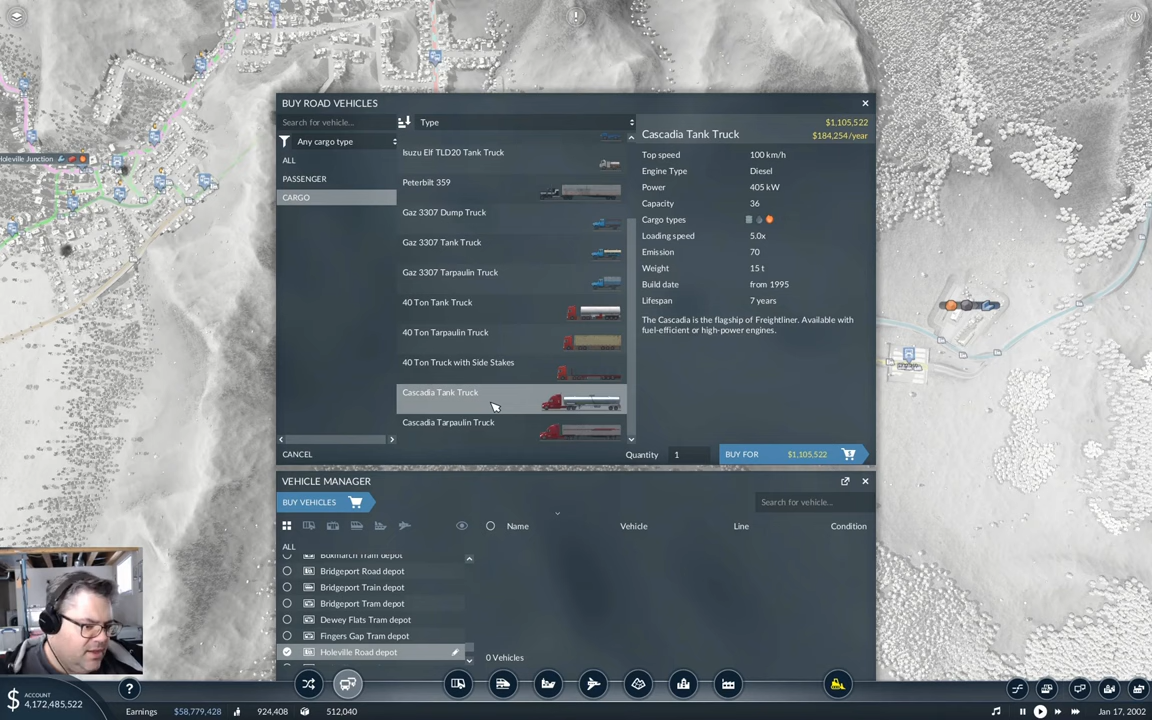 Holeville Junction
BUY ROAD VEHICLES
Search for vehicle...
Type
Any cargo type
ALL
PASSENGER
CARGO
Isuzu Elf TLD20 Tank Truck
Peterbilt 359
Gaz 3307 Dump Truck
Gaz 3307 Tank Truck
Gaz 3307 Tarpaulin Truck
40 Ton Tank Truck
40 Ton Tarpaulin Truck
40 Ton Truck with Side Stakes
Cascadia Tank Truck
Cascadia Tarpaulin Truck
$1,105,522
$184,254/year
Cascadia Tank Truck
Top speed 100 km/h
Engine Type Diesel
Power 405 kW
Capacity 36
Cargo types
Loading speed 5.0x
Emission 70
Weight 15 t
Build date from 1995
Lifespan 7 years
The Cascadia is the flagship of Freightliner. Available with
fuel-efficient or high-power engines.
CANCEL
Quantity 1
BUY FOR $1,105,522
VEHICLE MANAGER
BUY VEHICLES
Search for vehicle...
Name Vehicle Line Condition
ALL
Buxmarch Tram depot
Bridgeport Road depot
Bridgeport Train depot
Bridgeport Tram depot
Dewey Flats Tram depot
Fingers Gap Tram depot
Holeville Road depot
0 Vehicles
$ ACCOUNT
4,172,485,522
?
Earnings $58,779,428 924,408 512,040
Jan 17, 2002